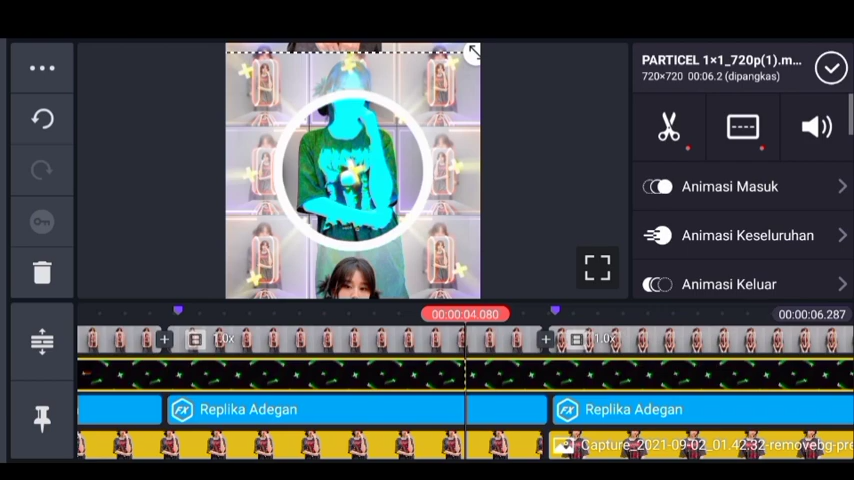 PARTICEL 1×1_720p(1).m...
720×720 00:06.2 (dipangkas)
Animasi Masuk
Animasi Keseluruhan
Animasi Keluar
00:00:04.080
00:00:06.287
1.0x
1.0x
FX Replika Adegan
FX Replika Adegan
Capture_2021-09-02_01.42.32-removebg-pre